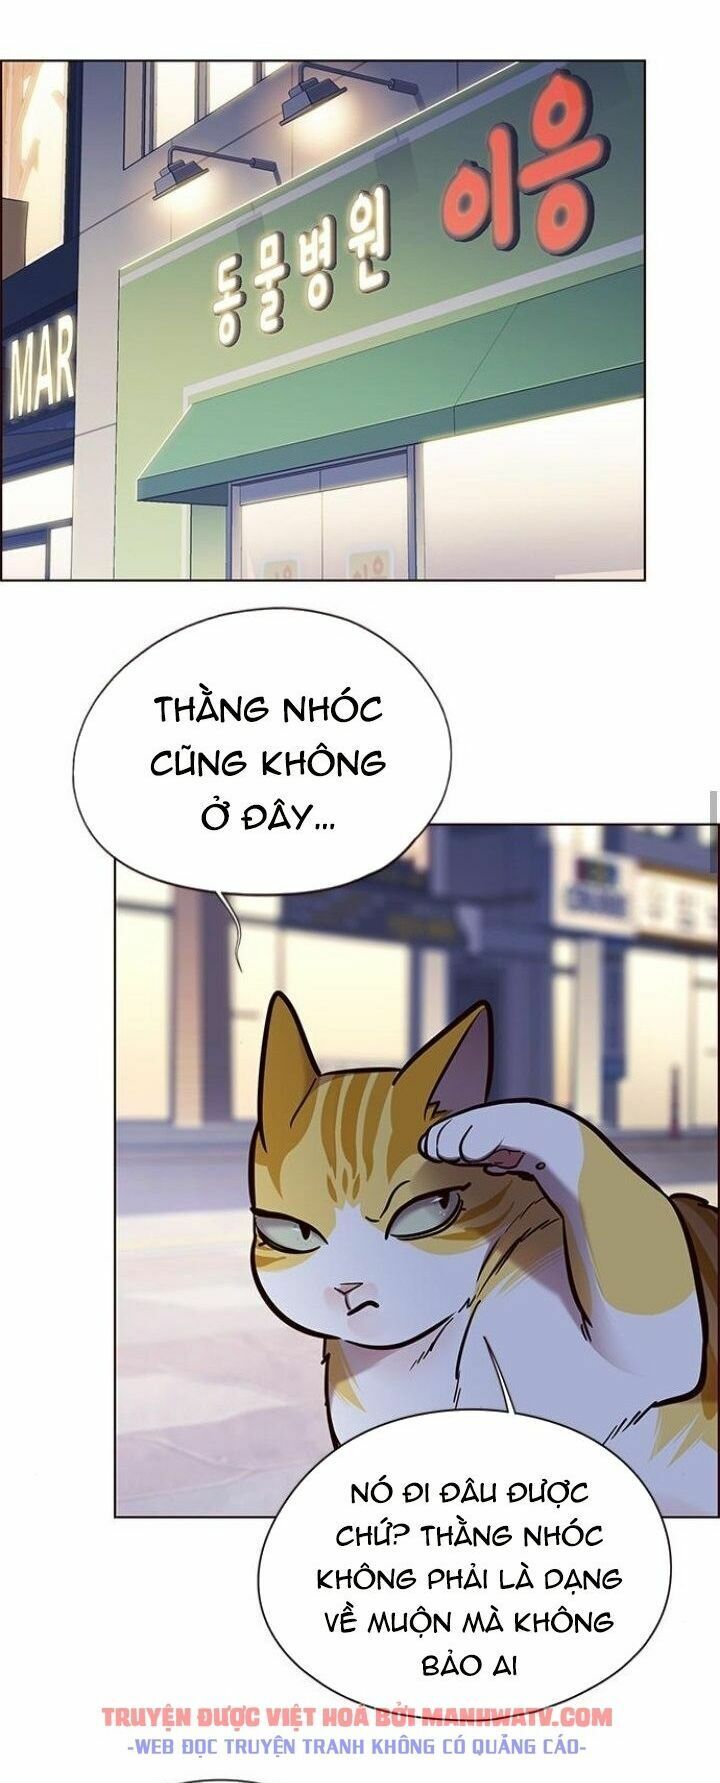 동물병원 이응
MAR
이응
THẰNG NHÓC
CŨNG KHÔNG
Ở ĐÂY...
NÓ ĐI ĐÂU ĐƯỢC
CHỨ? THẰNG NHÓC
KHÔNG PHẢI LÀ DẠNG
VỀ MUỘN MÀ KHÔNG
BẢO AI
TRUYỆN ĐƯỢC VIỆT HOÁ BỞI MANHWATV.COM
-WEB ĐỌC TRUYỆN TRANH KHÔNG CÓ QUẢNG CÁO-